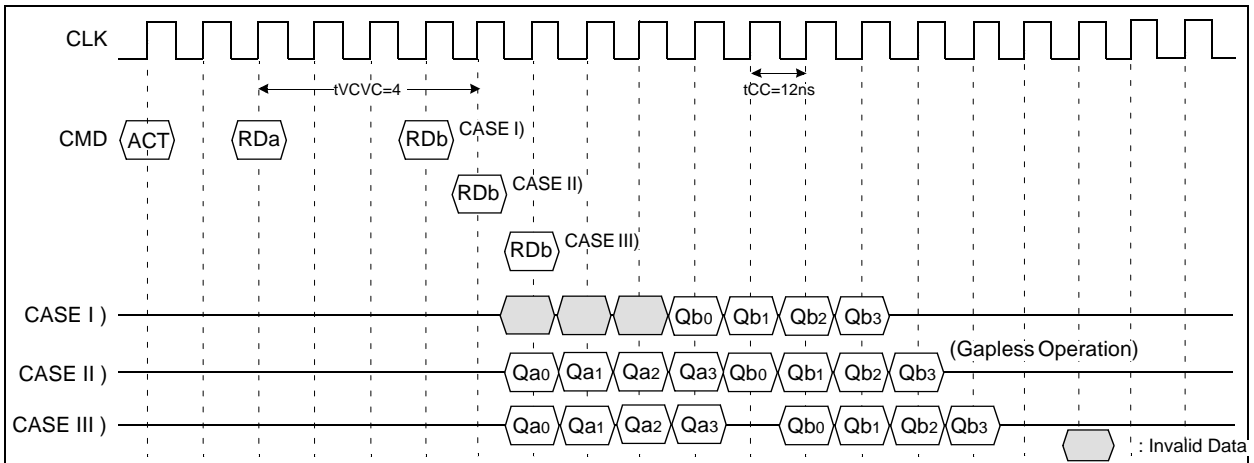 CLK
tVCVC=4
tCC=12ns
CMD ACT RDa RDb CASE I)
RDb CASE II)
RDb CASE III)
CASE I ) Qb0 Qb1 Qb2 Qb3
(Gapless Operation)
CASE II ) Qa0 Qa1 Qa2 Qa3 Qb0 Qb1 Qb2 Qb3
CASE III ) Qa0 Qa1 Qa2 Qa3 Qb0 Qb1 Qb2 Qb3
: Invalid Data